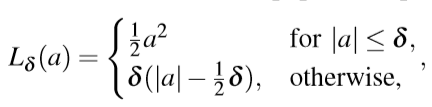 L_δ(a) = { ½a²  for |a| ≤ δ,
δ(|a| − ½δ),  otherwise, ,